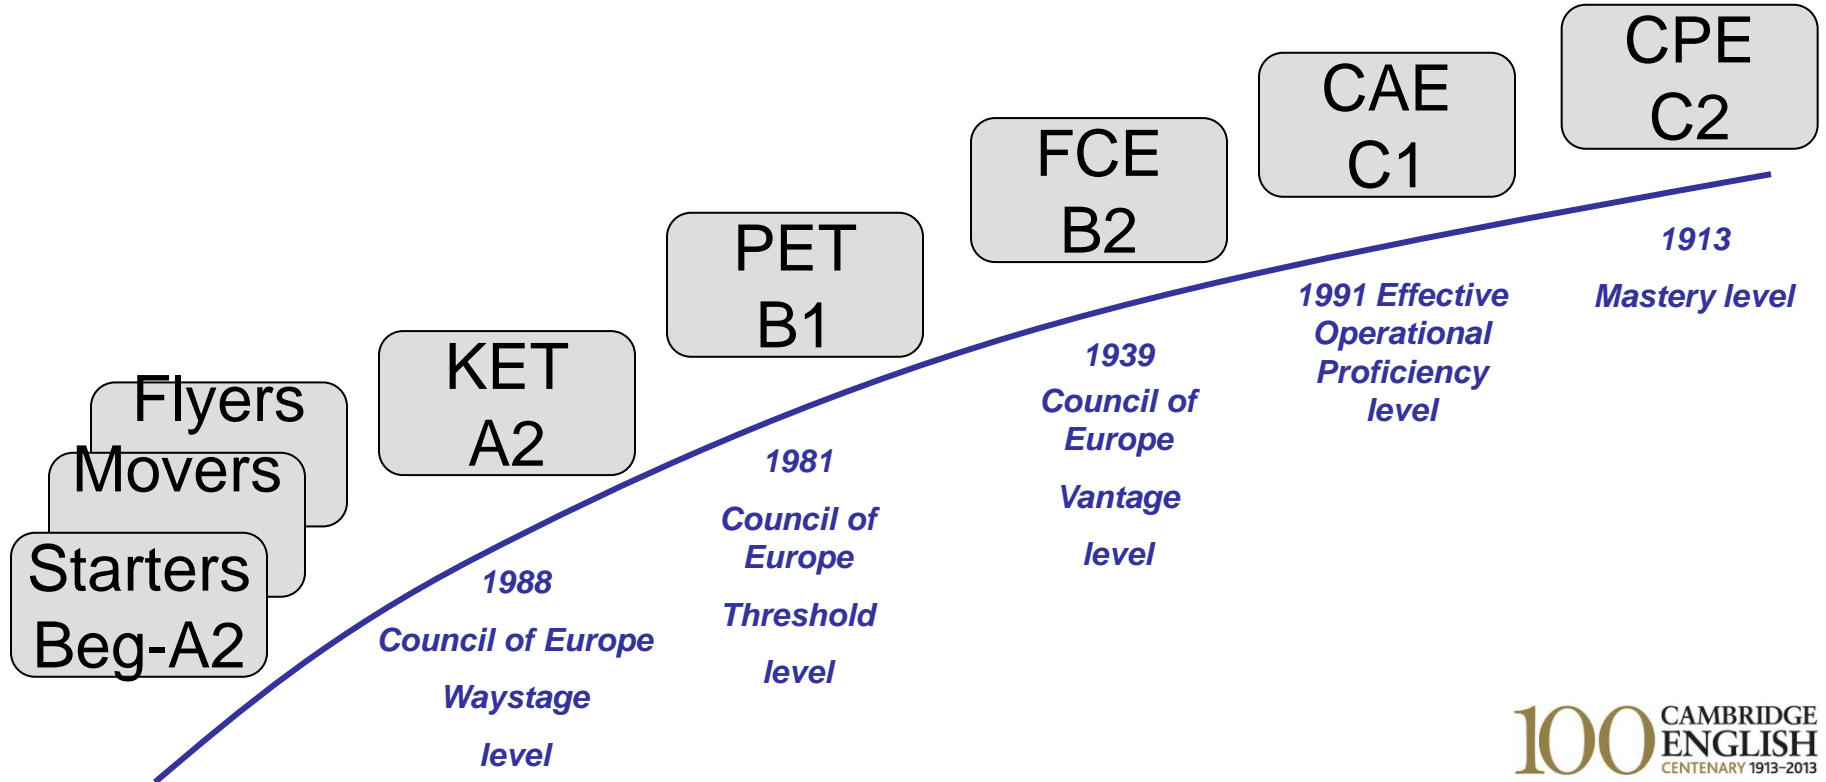 Flyers
Movers
Starters
Beg-A2
KET
A2
PET
B1
FCE
B2
CAE
C1
CPE
C2
1988
Council of Europe
Waystage
level
1981
Council of
Europe
Threshold
level
1939
Council of
Europe
Vantage
level
1991 Effective
Operational
Proficiency
level
1913
Mastery level
100
CAMBRIDGE
ENGLISH
CENTENARY 1913–2013